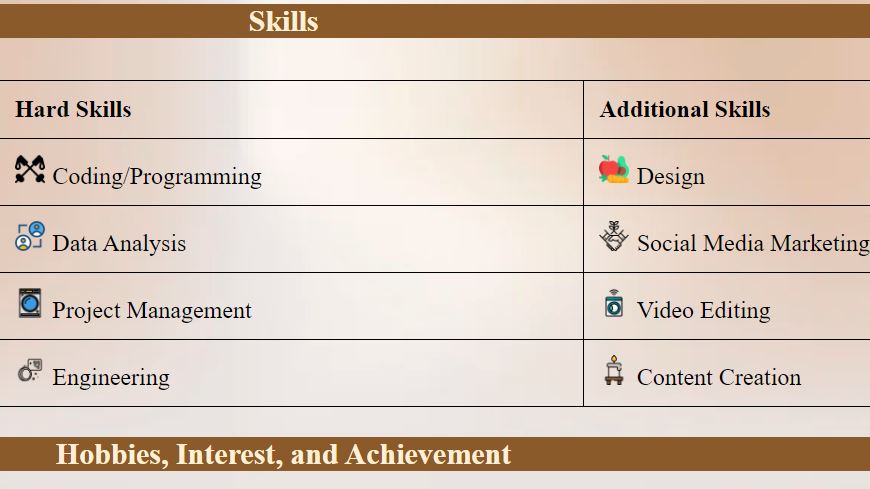 Skills
Hard Skills Additional Skills
Coding/Programming Design
Data Analysis Social Media Marketing
Project Management Video Editing
Engineering Content Creation
Hobbies, Interest, and Achievement